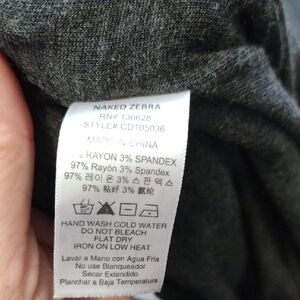 NAKED ZEBRA
RN# 136628
STYLE# CD105036
MADE IN CHINA
RAYON 3% SPANDEX
97% Rayón 3% Spandex
97% 레이온 3% 스판덱스
97% 粘纤 3% 氨纶
HAND WASH COLD WATER
DO NOT BLEACH
FLAT DRY
IRON ON LOW HEAT
Lavar a Mano con Agua Fria
No use Blanqueador
Secar Extendido
Planchar a Baja Temperatura